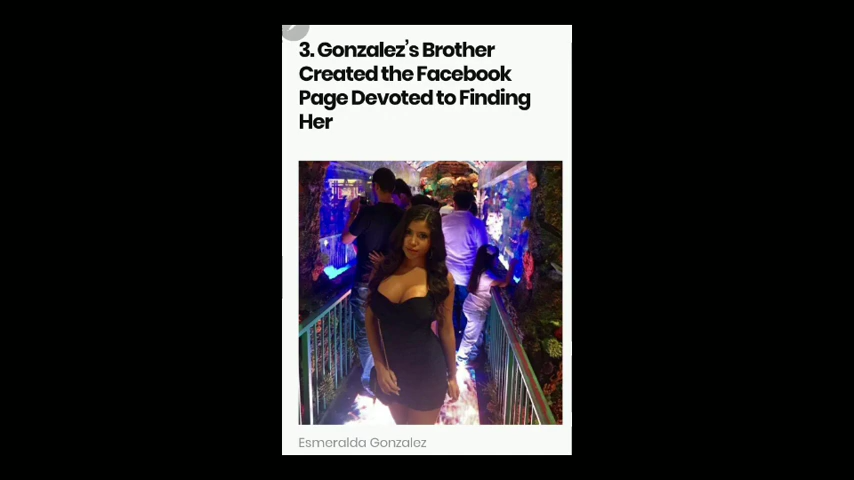 3. Gonzalez's Brother
Created the Facebook
Page Devoted to Finding
Her
Esmeralda Gonzalez